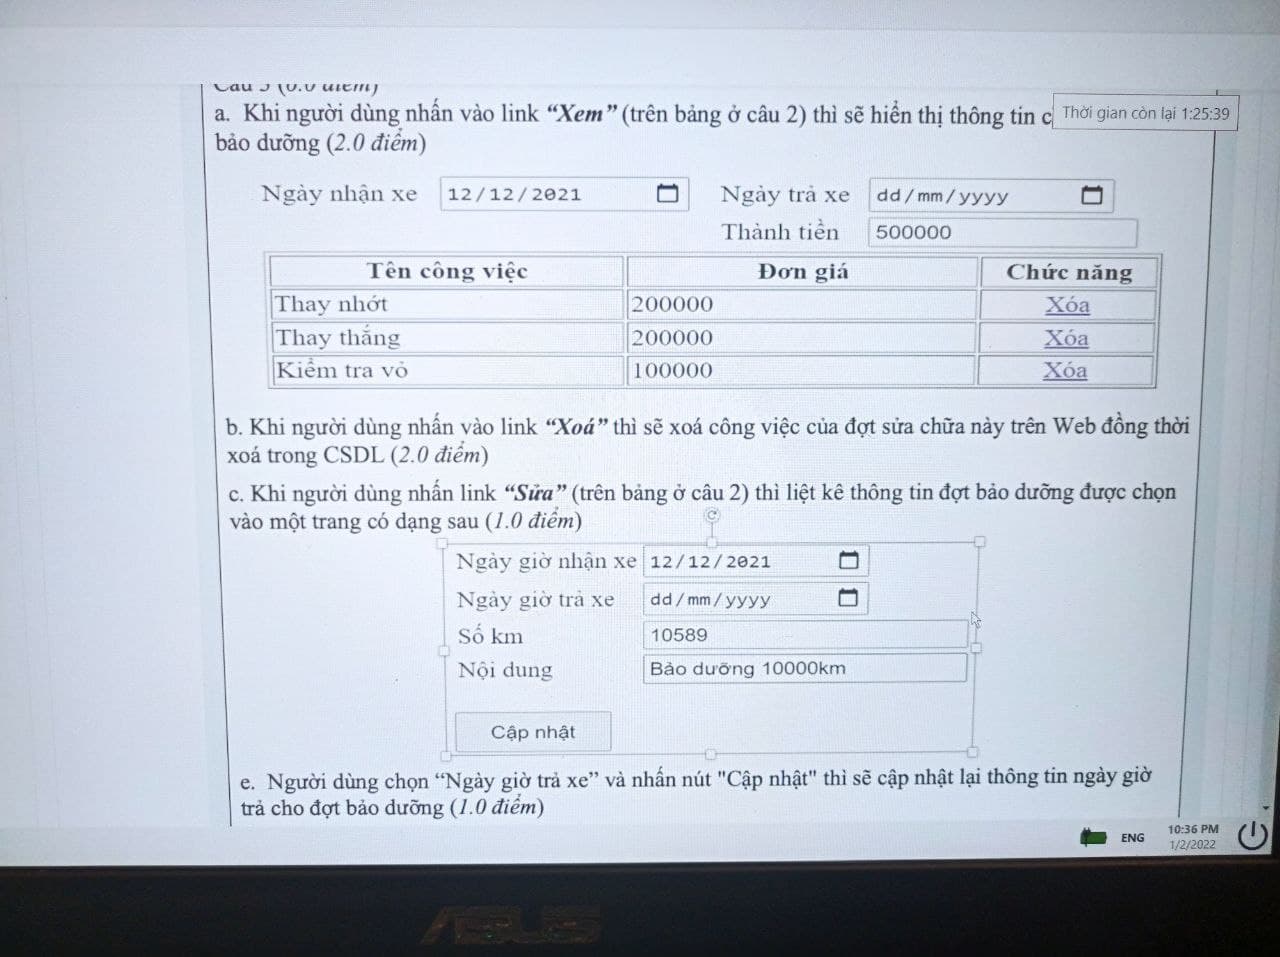 Câu 3 (6.0 điểm)
a. Khi người dùng nhấn vào link “Xem” (trên bảng ở câu 2) thì sẽ hiển thị thông tin c
Thời gian còn lại 1:25:39
bảo dưỡng (2.0 điểm)
Ngày nhận xe 12/12/2021 Ngày trả xe dd/mm/yyyy
Thành tiền 500000
Tên công việc Đơn giá Chức năng
Thay nhớt 200000 Xóa
Thay thắng 200000 Xóa
Kiểm tra vỏ 100000 Xóa
b. Khi người dùng nhấn vào link “Xoá” thì sẽ xoá công việc của đợt sửa chữa này trên Web đồng thời
xoá trong CSDL (2.0 điểm)
c. Khi người dùng nhấn link “Sửa” (trên bảng ở câu 2) thì liệt kê thông tin đợt bảo dưỡng được chọn
vào một trang có dạng sau (1.0 điểm)
Ngày giờ nhận xe 12/12/2021
Ngày giờ trả xe dd/mm/yyyy
Số km 10589
Nội dung Bảo dưỡng 10000km
Cập nhật
e. Người dùng chọn “Ngày giờ trả xe” và nhấn nút "Cập nhật" thì sẽ cập nhật lại thông tin ngày giờ
trả cho đợt bảo dưỡng (1.0 điểm)
ENG 10:36 PM
1/2/2022
ASUS